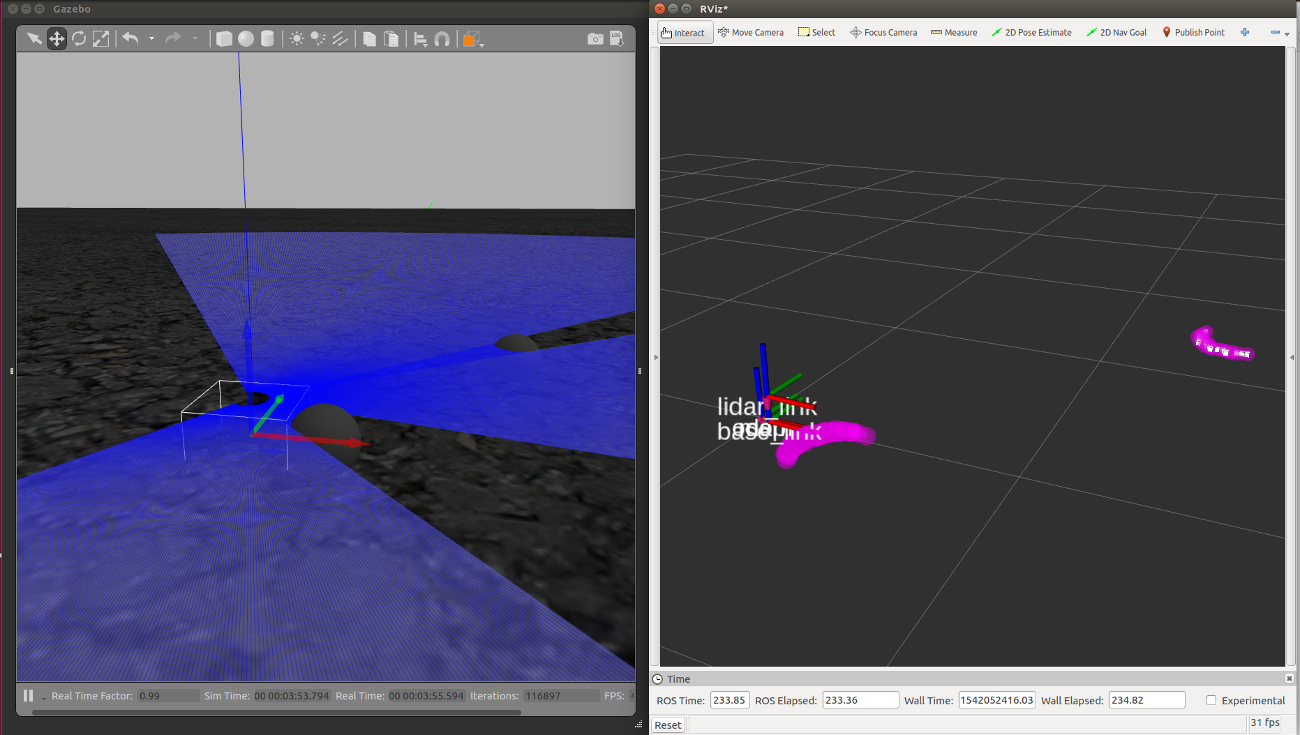 Gazebo
LOG
Real Time Factor: 0.99 Sim Time: 00 00:03:53.794 Real Time: 00 00:03:55.594 Iterations: 116897 FPS:
RViz*
Interact Move Camera Select Focus Camera Measure 2D Pose Estimate 2D Nav Goal Publish Point
lidar_link
base_link
Time
ROS Time: 233.85 ROS Elapsed: 233.36 Wall Time: 1542052416.03 Wall Elapsed: 234.82 Experimental
Reset 31 fps